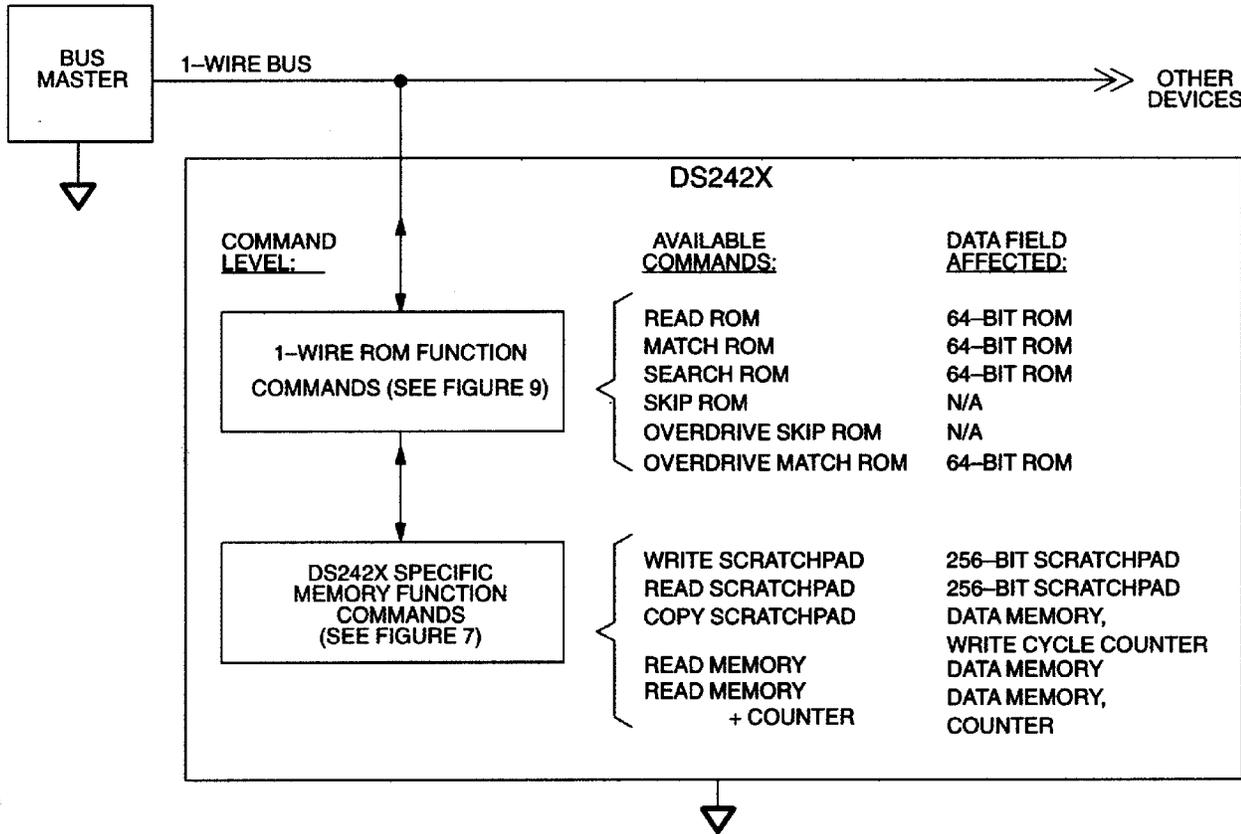 BUS
MASTER
1–WIRE BUS
OTHER
DEVICES
DS242X
COMMAND
LEVEL:
AVAILABLE
COMMANDS:
DATA FIELD
AFFECTED:
1–WIRE ROM FUNCTION
COMMANDS (SEE FIGURE 9)
READ ROM 64–BIT ROM
MATCH ROM 64–BIT ROM
SEARCH ROM 64–BIT ROM
SKIP ROM N/A
OVERDRIVE SKIP ROM N/A
OVERDRIVE MATCH ROM 64–BIT ROM
DS242X SPECIFIC
MEMORY FUNCTION
COMMANDS
(SEE FIGURE 7)
WRITE SCRATCHPAD 256–BIT SCRATCHPAD
READ SCRATCHPAD 256–BIT SCRATCHPAD
COPY SCRATCHPAD DATA MEMORY,
WRITE CYCLE COUNTER
READ MEMORY DATA MEMORY
READ MEMORY DATA MEMORY,
+ COUNTER COUNTER